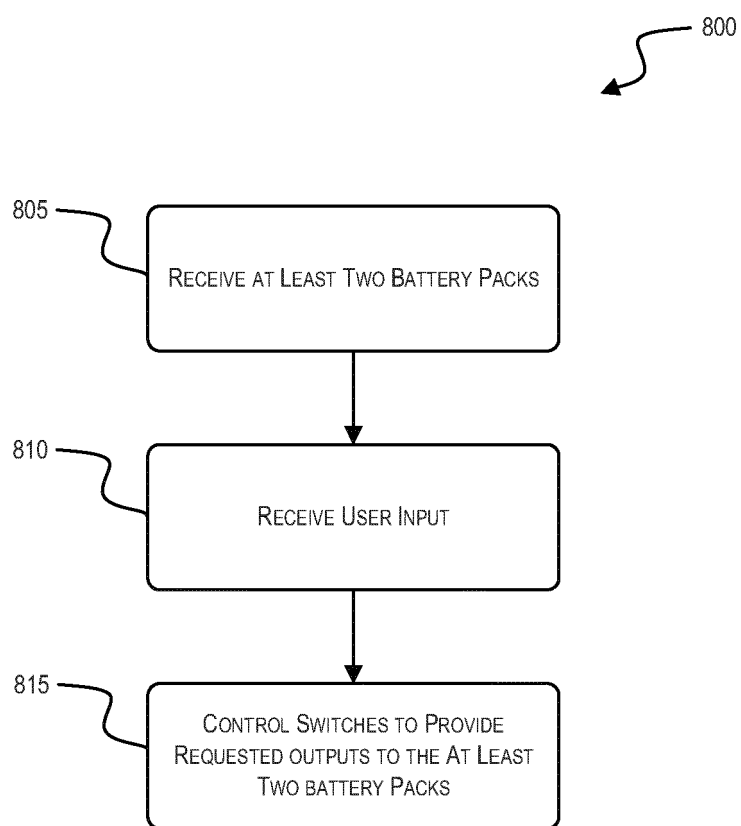 800
805
RECEIVE AT LEAST TWO BATTERY PACKS
810
RECEIVE USER INPUT
815
CONTROL SWITCHES TO PROVIDE
REQUESTED OUTPUTS TO THE AT LEAST
TWO BATTERY PACKS